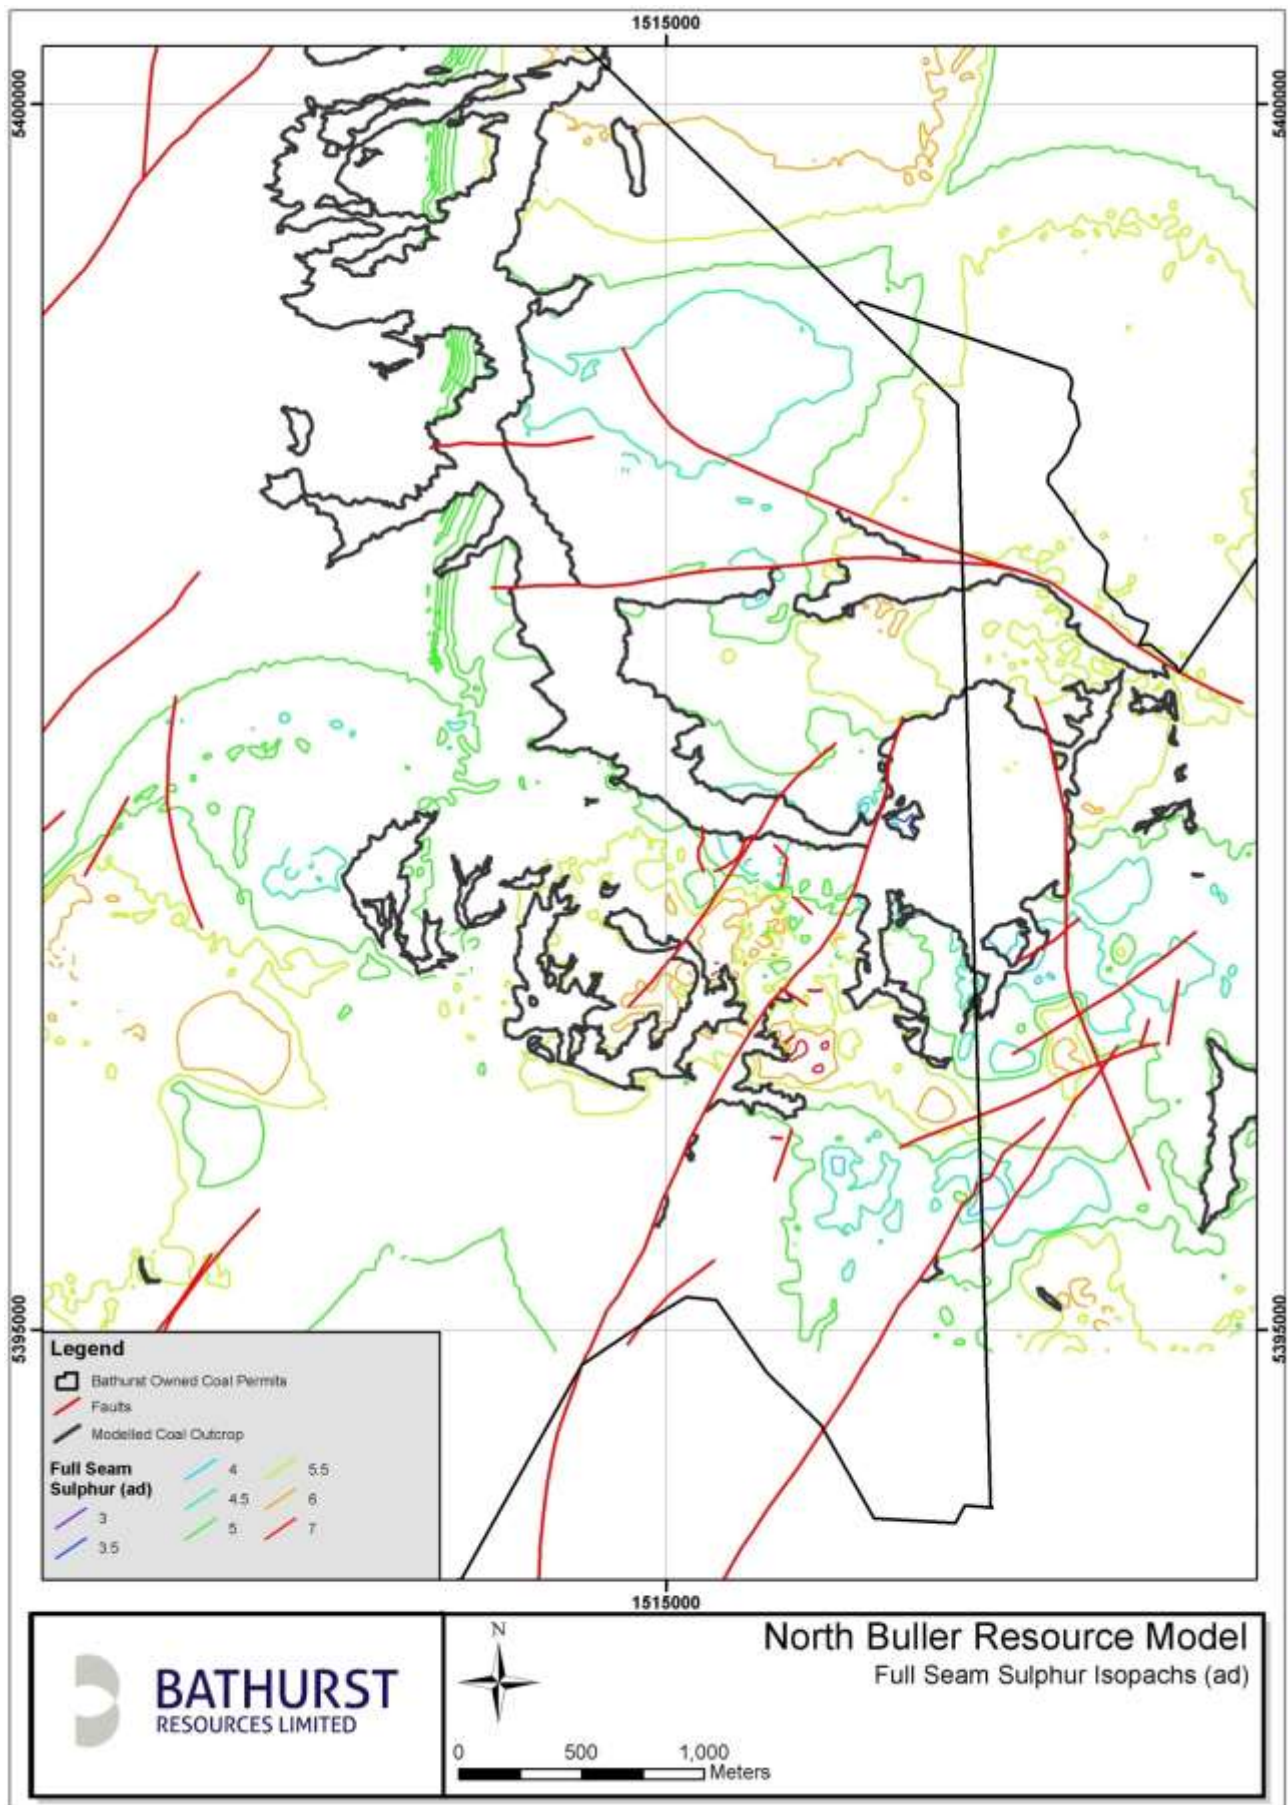 1515000
5400000
5400000
5395000
5395000
Legend
Bathurst Owned Coal Permits
Faults
Modelled Coal Outcrop
Full Seam
Sulphur (ad)
3
3.5
4
4.5
5
5.5
6
7
1515000
BATHURST
RESOURCES LIMITED
N
0 500 1,000
Meters
North Buller Resource Model
Full Seam Sulphur Isopachs (ad)